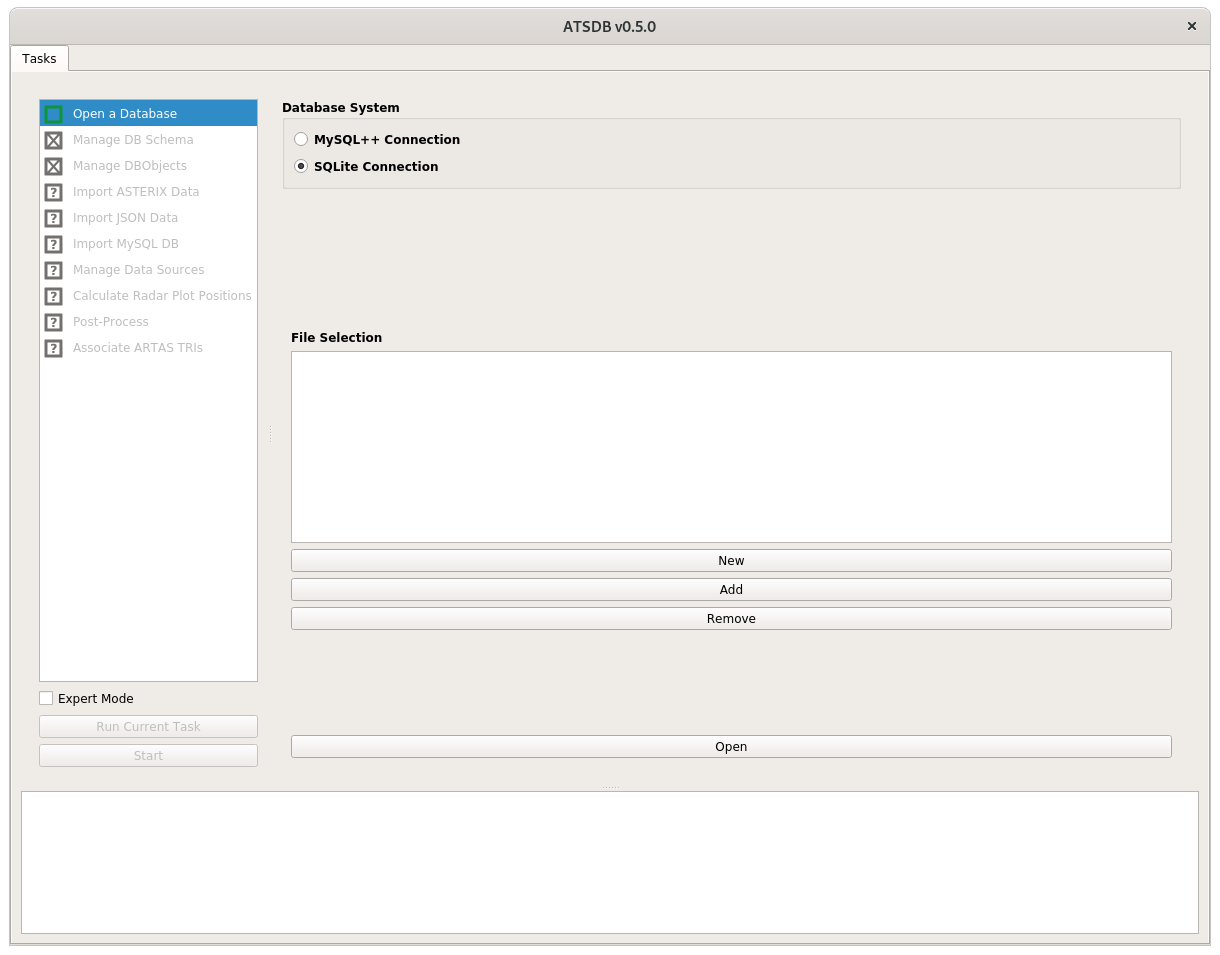 ATSDB v0.5.0
Tasks
Open a Database
Manage DB Schema
Manage DBObjects
Import ASTERIX Data
Import JSON Data
Import MySQL DB
Manage Data Sources
Calculate Radar Plot Positions
Post-Process
Associate ARTAS TRIs
Expert Mode
Run Current Task
Start
Database System
MySQL++ Connection
SQLite Connection
File Selection
New
Add
Remove
Open